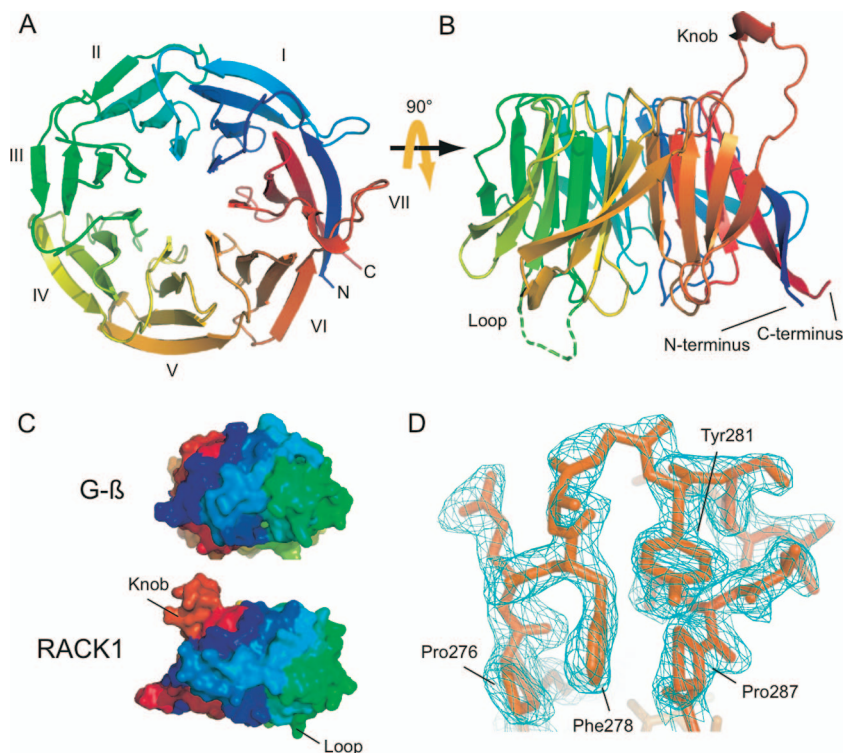 A
B
II
I
Knob
90°
III
VII
C
N
IV
VI
V
Loop
C-terminus
N-terminus
C
D
G-ß
Tyr281
Knob
RACK1
Pro276
Pro287
Phe278
Loop